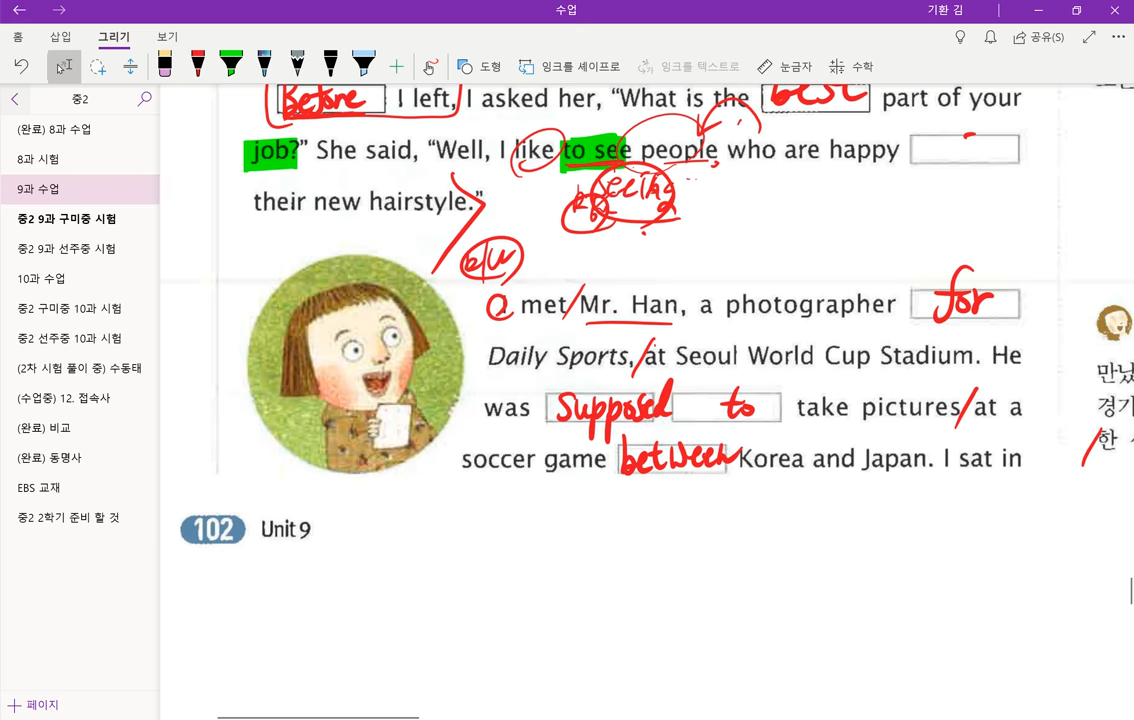 수업
기환 김
홈 삽입 그리기 보기
공유(S)
도형 잉크를 셰이프로 잉크를 텍스트로 눈금자 수학
중2
(완료) 8과 수업
8과 시험
9과 수업
중2 9과 구미중 시험
중2 9과 선주중 시험
10과 수업
중2 구미중 10과 시험
중2 선주중 10과 시험
(2차 시험 풀이 중) 수동태
(수업중) 12. 접속사
(완료) 비교
(완료) 동명사
EBS 교재
중2 2학기 준비 할 것
페이지
Before I left, I asked her, “What is the best part of your
job?” She said, “Well, I like to see people who are happy
seeing
their new hairstyle.”
I met Mr. Han, a photographer for
Daily Sports, at Seoul World Cup Stadium. He
was supposed to take pictures at a
soccer game between Korea and Japan. I sat in
102 Unit 9
만났
경기
한